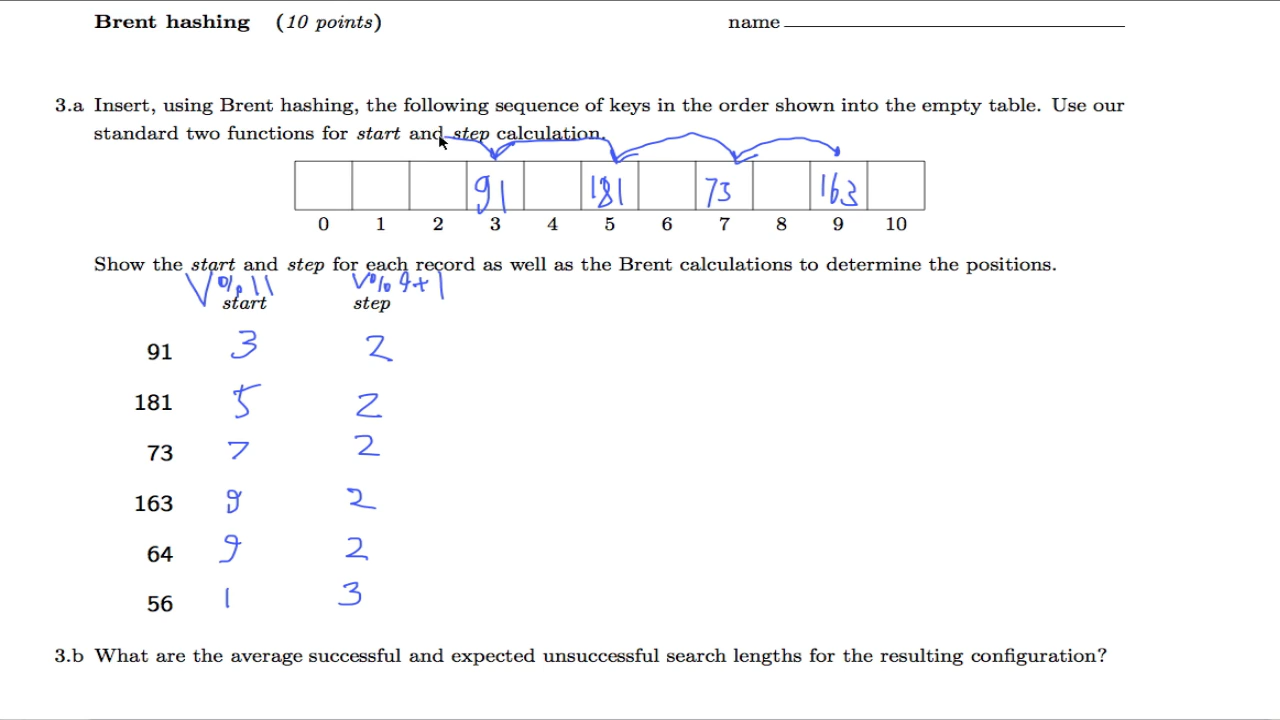 Brent hashing (10 points) name
3.a Insert, using Brent hashing, the following sequence of keys in the order shown into the empty table. Use our
standard two functions for start and step calculation.
91 181 73 163
0 1 2 3 4 5 6 7 8 9 10
Show the start and step for each record as well as the Brent calculations to determine the positions.
V%11 V%9+1
start step
91 3 2
181 5 2
73 7 2
163 9 2
64 9 2
56 1 3
3.b What are the average successful and expected unsuccessful search lengths for the resulting configuration?